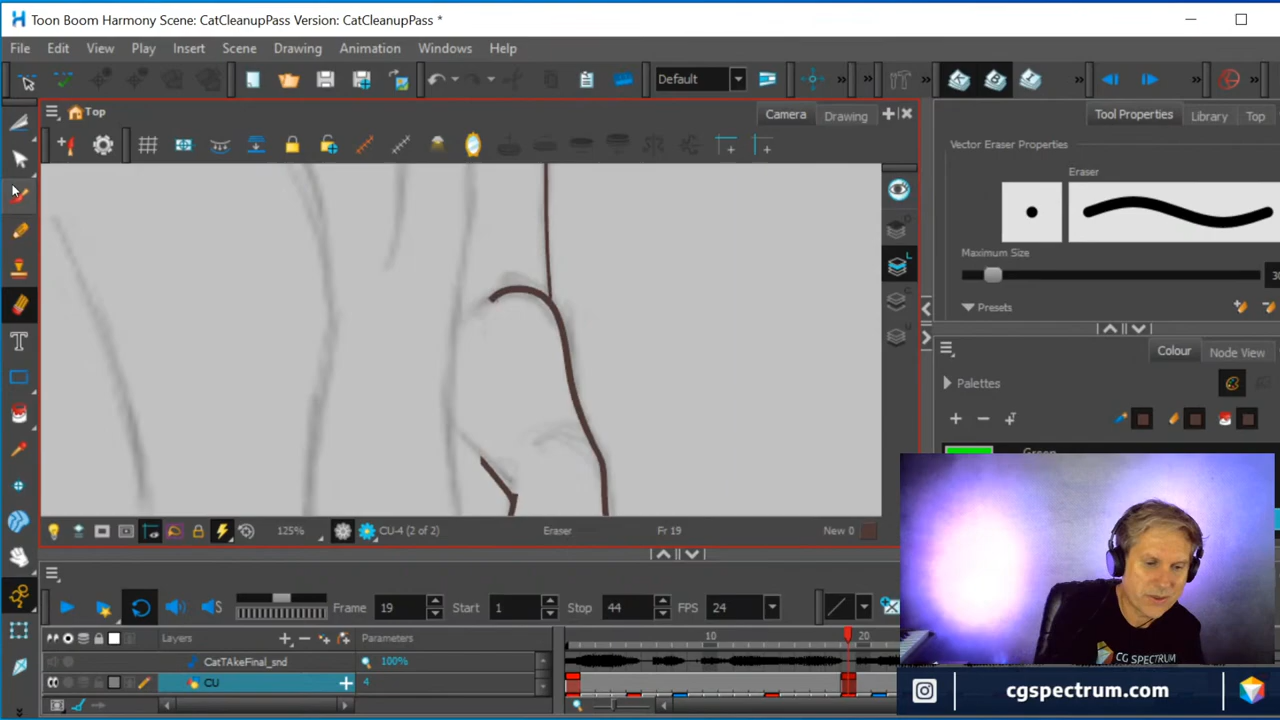 Toon Boom Harmony Scene: CatCleanupPass Version: CatCleanupPass *
File Edit View Play Insert Scene Drawing Animation Windows Help
Default
Top Camera Drawing
Tool Properties Library Top
Vector Eraser Properties
Eraser
Maximum Size
Presets
Colour Node View
Palettes
125% CU-4 (2 of 2) Eraser Fr 19 New 0
Frame 19 Start 1 Stop 44 FPS 24
Layers Parameters 10 20
CatTAkeFinal_snd 100%
CU 4
CG SPECTRUM
cgspectrum.com